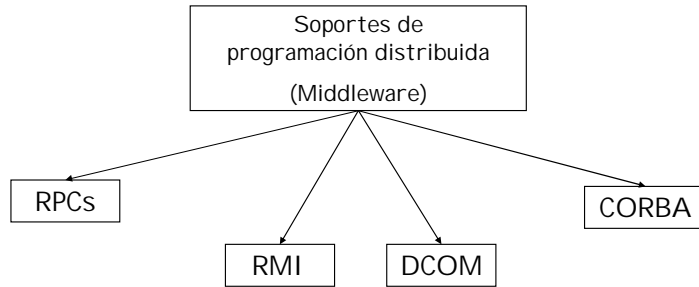 Soportes de
programación distribuida
(Middleware)
RPCs
CORBA
RMI
DCOM